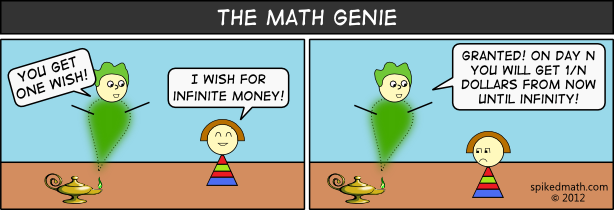 THE MATH GENIE
YOU GET
ONE WISH!
I WISH FOR
INFINITE MONEY!
GRANTED! ON DAY N
YOU WILL GET 1/N
DOLLARS FROM NOW
UNTIL INFINITY!
spikedmath.com
© 2012